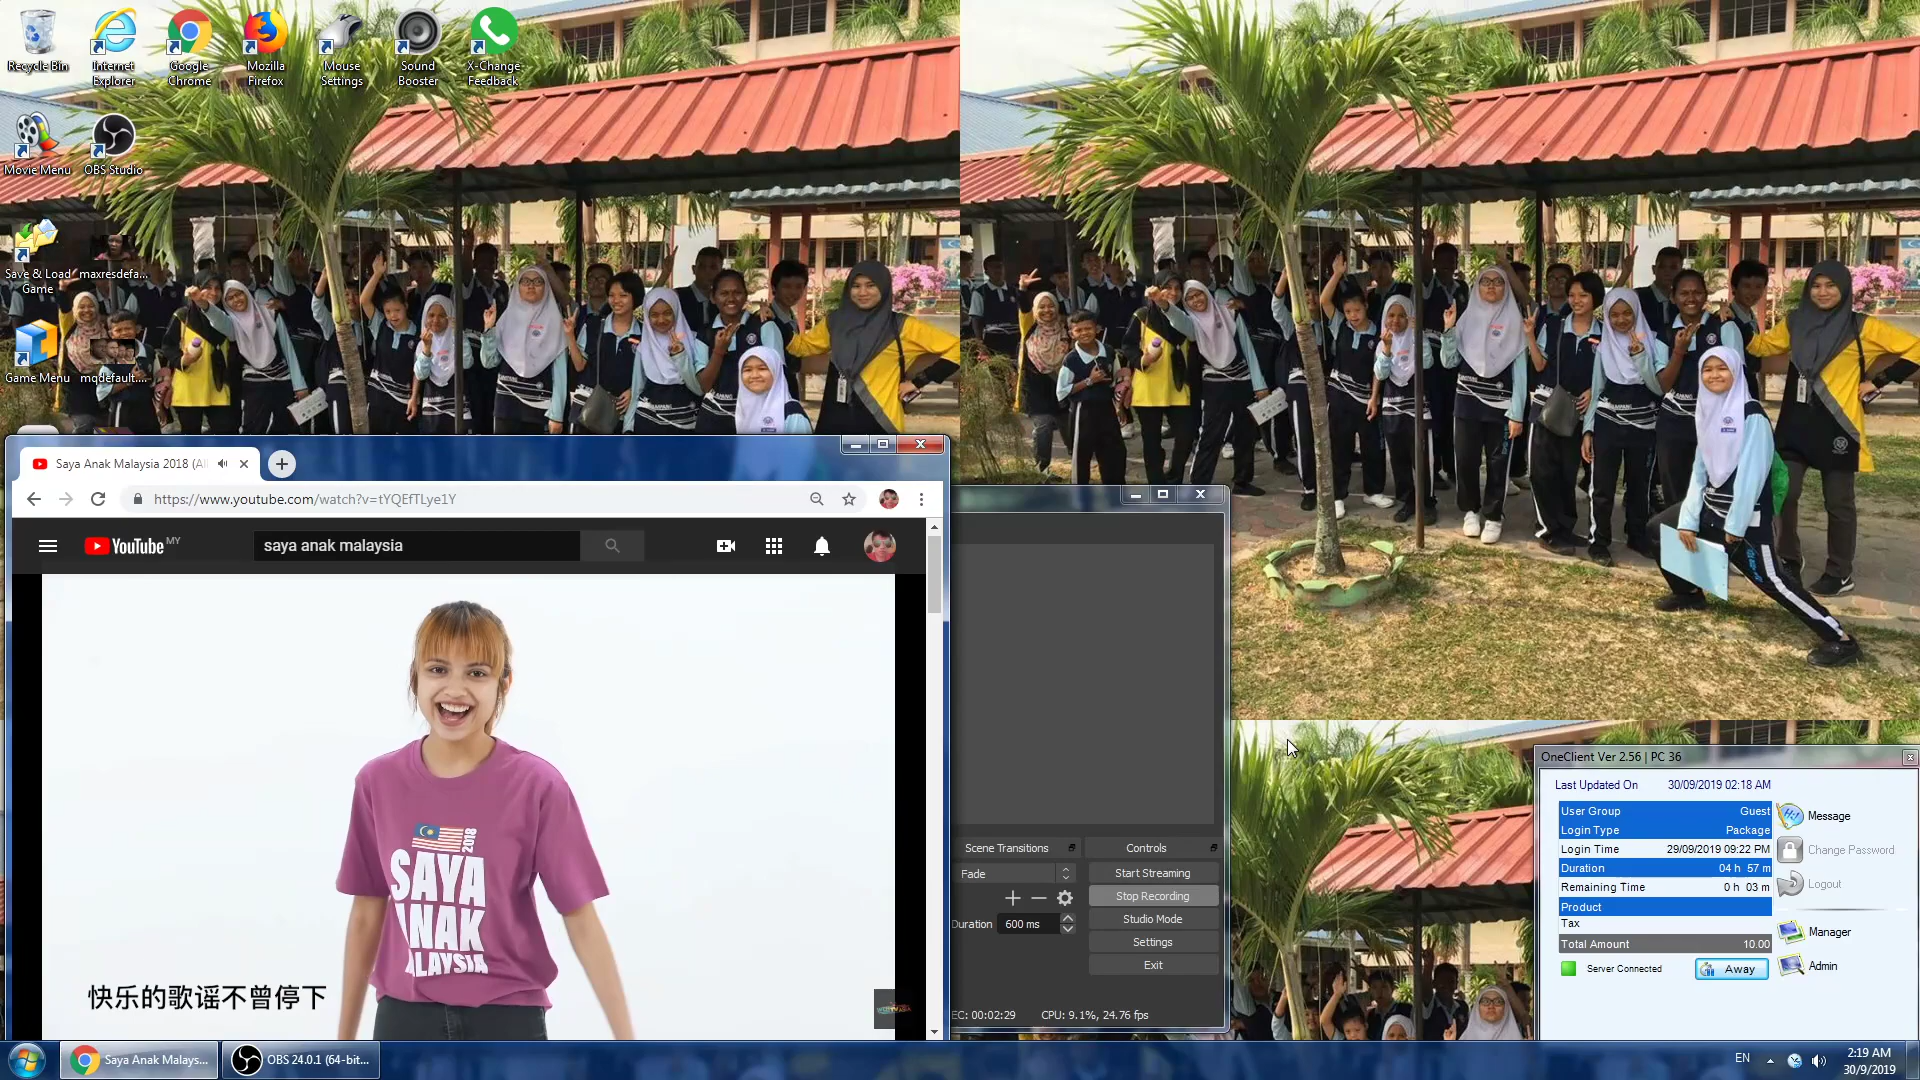 Recycle Bin
Internet Explorer
Google Chrome
Mozilla Firefox
Mouse Settings
Sound Booster
X-Change Feedback
Movie Menu
OBS Studio
Save & Load Game
maxresdefa...
Game Menu
mqdefault....
Saya Anak Malaysia 2018 (Al
https://www.youtube.com/watch?v=tYQEfTLye1Y
YouTube MY
saya anak malaysia
2018
SAYA
ANAK
MALAYSIA
快乐的歌谣不曾停下
Scene Transitions
Controls
Fade
Start Streaming
Stop Recording
Duration 600 ms
Studio Mode
Settings
Exit
EC: 00:02:29
CPU: 9.1%, 24.76 fps
OneClient Ver 2.56 | PC 36
Last Updated On 30/09/2019 02:18 AM
User Group Guest
Login Type Package
Login Time 29/09/2019 09:22 PM
Duration 04 h 57 m
Remaining Time 0 h 03 m
Product
Tax
Total Amount 10.00
Server Connected
Away
Message
Change Password
Logout
Manager
Admin
Saya Anak Malays...
OBS 24.0.1 (64-bit...
EN
2:19 AM
30/9/2019